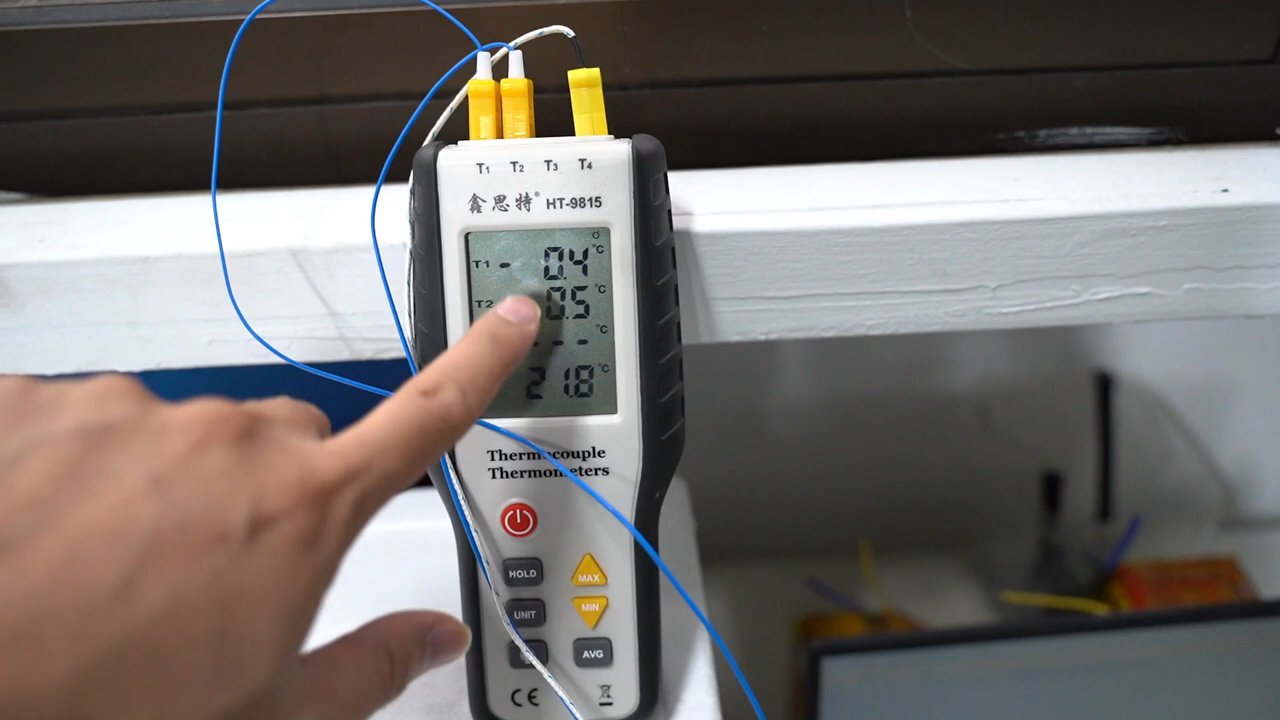 T1 T2 T3 T4
鑫思特® HT-9815
T1 - 0.4 °C
T2 0.5 °C
- - - °C
21.8 °C
Thermocouple
Thermometers
HOLD
MAX
UNIT
MIN
AVG
CE